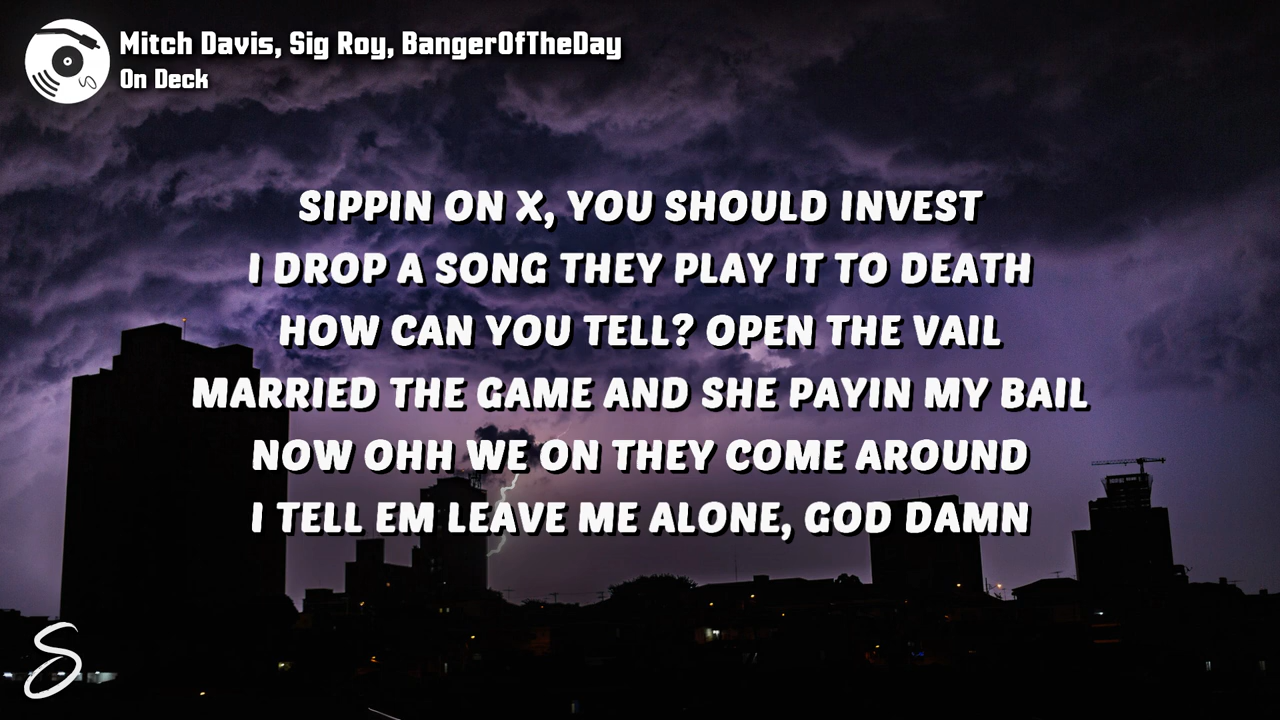 Mitch Davis, Sig Roy, BangerOfTheDay
On Deck
SIPPIN ON X, YOU SHOULD INVEST
I DROP A SONG THEY PLAY IT TO DEATH
HOW CAN YOU TELL? OPEN THE VAIL
MARRIED THE GAME AND SHE PAYIN MY BAIL
NOW OHH WE ON THEY COME AROUND
I TELL EM LEAVE ME ALONE, GOD DAMN
S